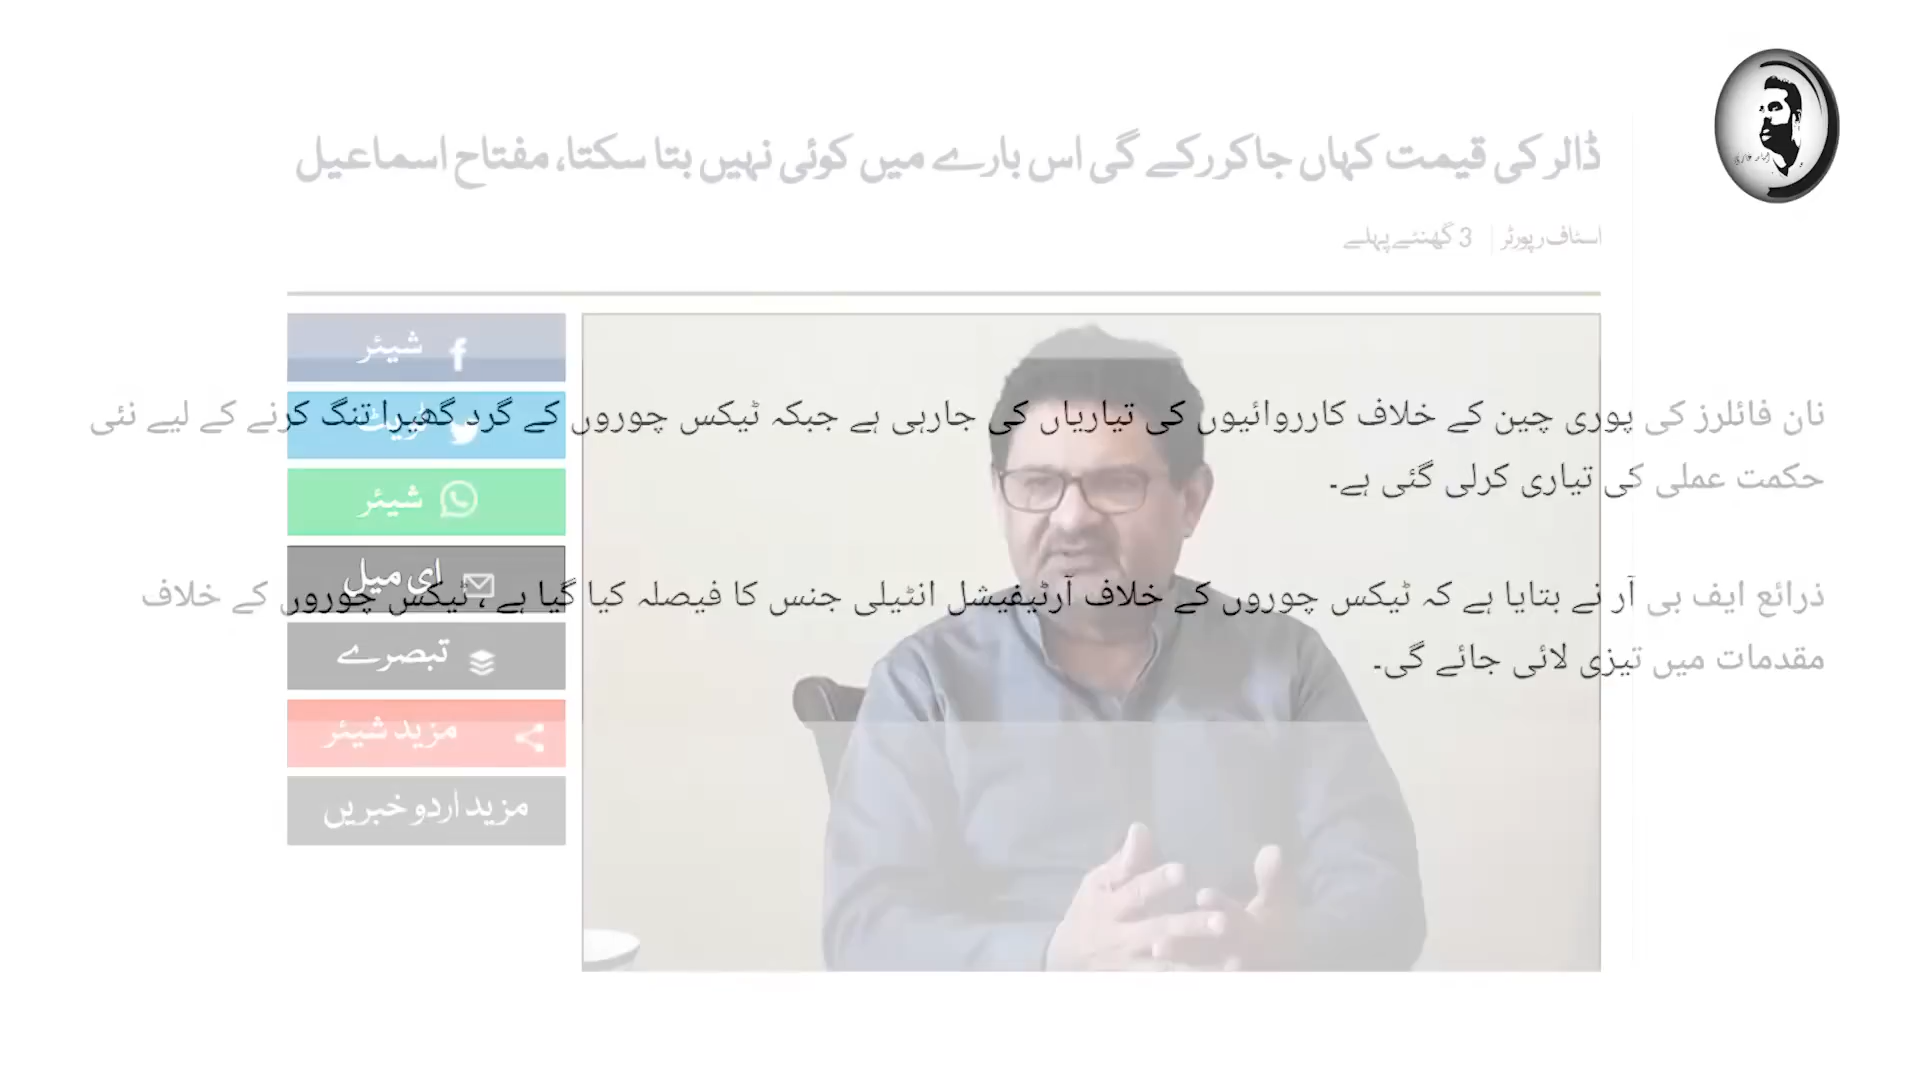 ڈالر کی قیمت کہاں جاکر رکے گی اس بارے میں کوئی نہیں بتا سکتا، مفتاح اسماعیل
اسٹاف رپورٹر | 3 گھنٹے پہلے
شیئر
ٹویٹ
شیئر
ای میل
تبصرے
مزید شیئر
مزید اردو خبریں
نان فائلرز کی پوری چین کے خلاف کارروائیوں کی تیاریاں کی جارہی ہے جبکہ ٹیکس چوروں کے گرد گھیرا تنگ کرنے کے لیے نئی
حکمت عملی کی تیاری کرلی گئی ہے۔
ذرائع ایف بی آر نے بتایا ہے کہ ٹیکس چوروں کے خلاف آرٹیفیشل انٹیلی جنس کا فیصلہ کیا گیا ہے ، ٹیکس چوروں کے خلاف
مقدمات میں تیزی لائی جائے گی۔